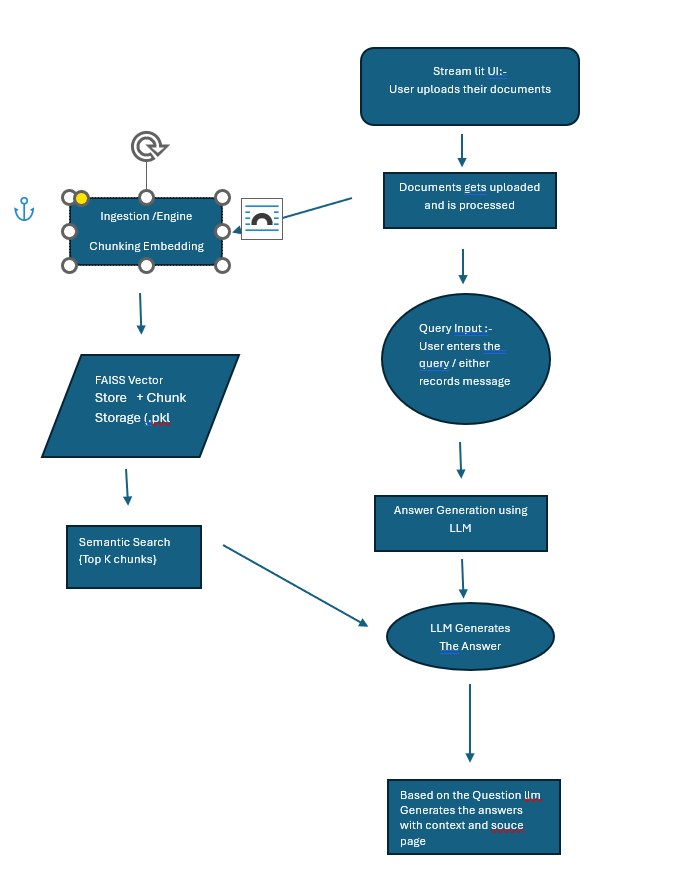 Stream lit UI:-
User uploads their documents
Documents gets uploaded
and is processed
Ingestion /Engine
Chunking Embedding
Query Input :-
User enters the
query / either
records message
FAISS Vector
Store + Chunk
Storage (.pkl
Answer Generation using
LLM
Semantic Search
{Top K chunks}
LLM Generates
The Answer
Based on the Question llm
Generates the answers
with context and souce
page